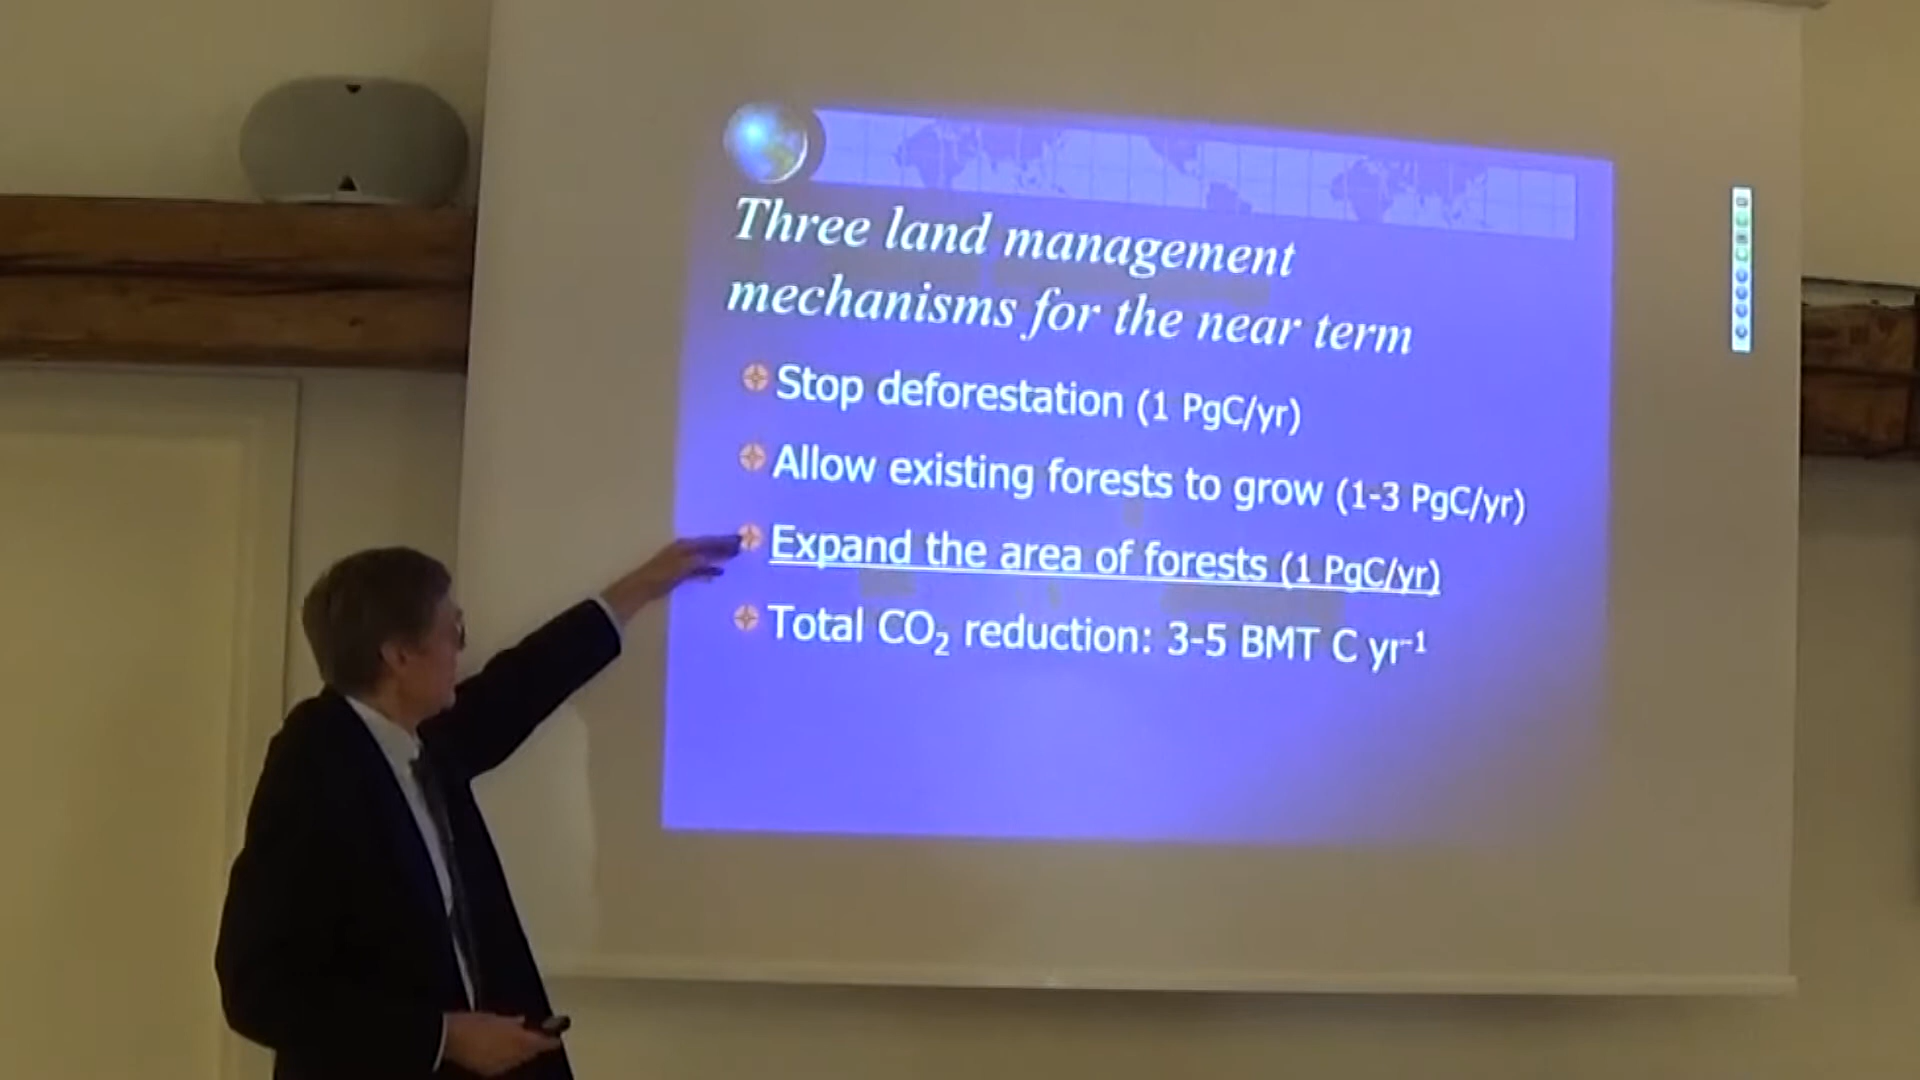 Three land management
mechanisms for the near term
Stop deforestation (1 PgC/yr)
Allow existing forests to grow (1-3 PgC/yr)
Expand the area of forests (1 PgC/yr)
Total CO₂ reduction: 3-5 BMT C yr⁻¹